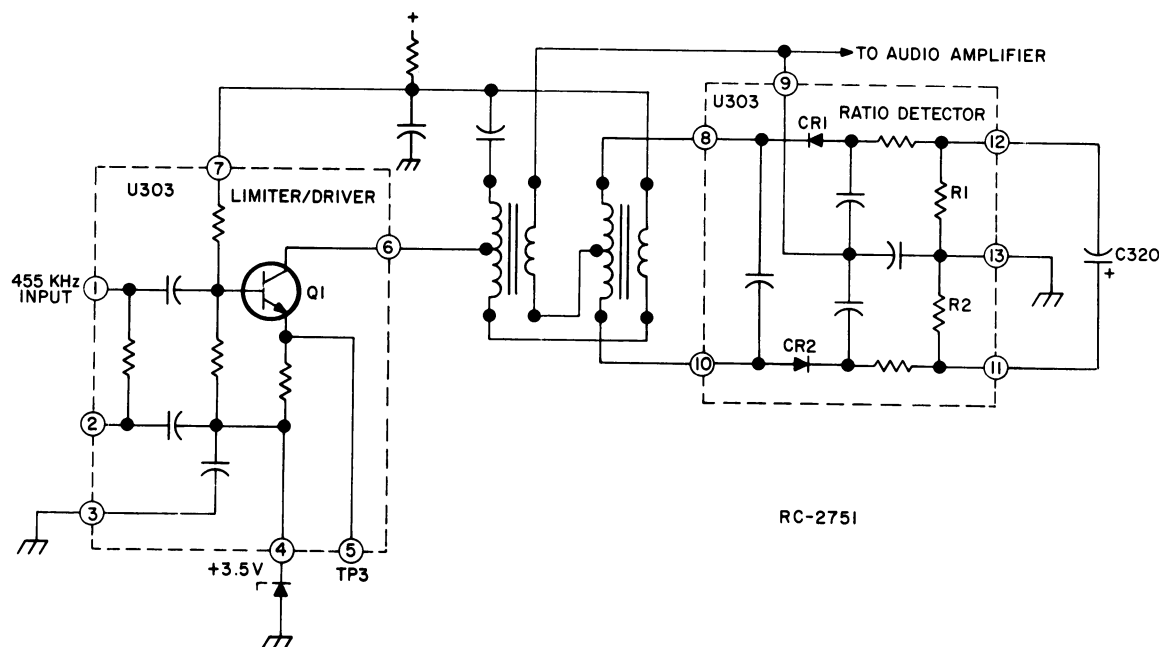 +
TO AUDIO AMPLIFIER
9
U303
RATIO DETECTOR
CR1
8
12
7
U303
LIMITER/DRIVER
R1
6
13
C320
+
455 KHz
INPUT
1
Q1
R2
CR2
10
11
2
3
RC-2751
4
5
+3.5V
TP3